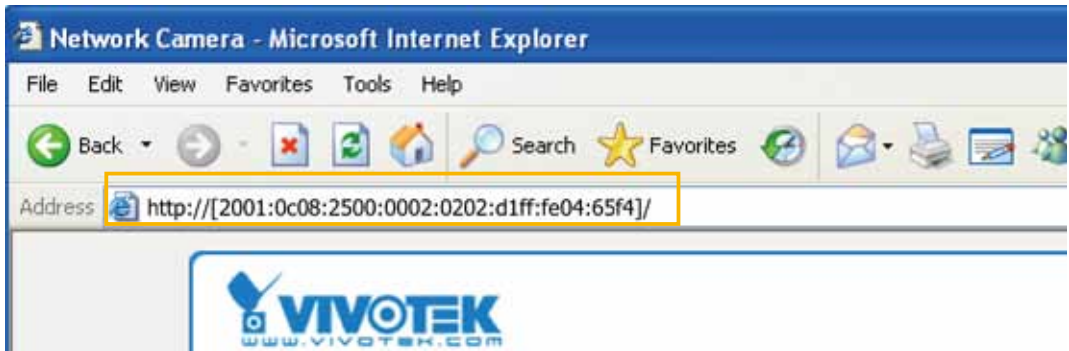 Network Camera - Microsoft Internet Explorer
File Edit View Favorites Tools Help
Back Search Favorites
Address http://[2001:0c08:2500:0002:0202:d1ff:fe04:65f4]/
VIVOTEK
www.vivotek.com